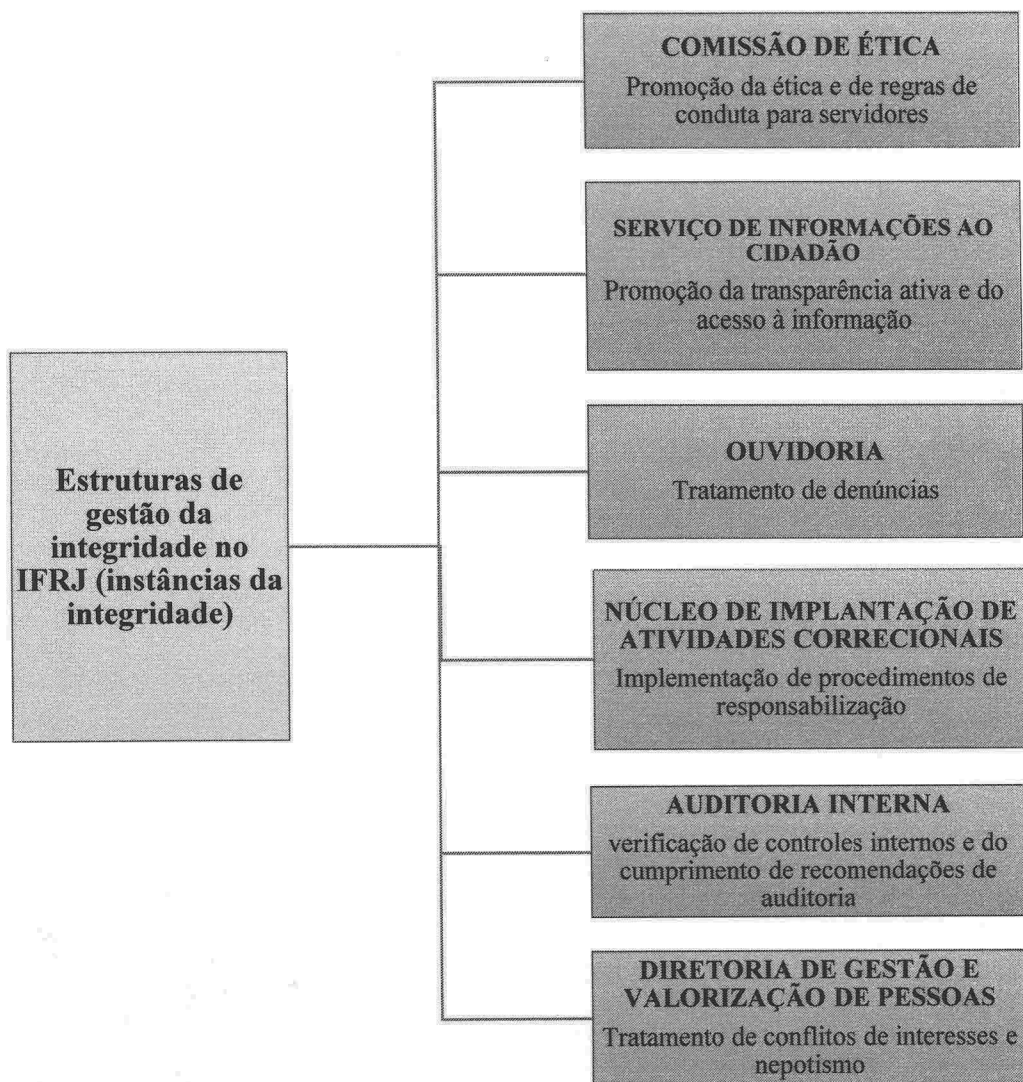 Estruturas de
gestão da
integridade no
IFRJ (instâncias da
integridade)
COMISSÃO DE ÉTICA
Promoção da ética e de regras de
conduta para servidores
SERVIÇO DE INFORMAÇÕES AO
CIDADÃO
Promoção da transparência ativa e do
acesso à informação
OUVIDORIA
Tratamento de denúncias
NÚCLEO DE IMPLANTAÇÃO DE
ATIVIDADES CORRECIONAIS
Implementação de procedimentos de
responsabilização
AUDITORIA INTERNA
verificação de controles internos e do
cumprimento de recomendações de
auditoria
DIRETORIA DE GESTÃO E
VALORIZAÇÃO DE PESSOAS
Tratamento de conflitos de interesses e
nepotismo